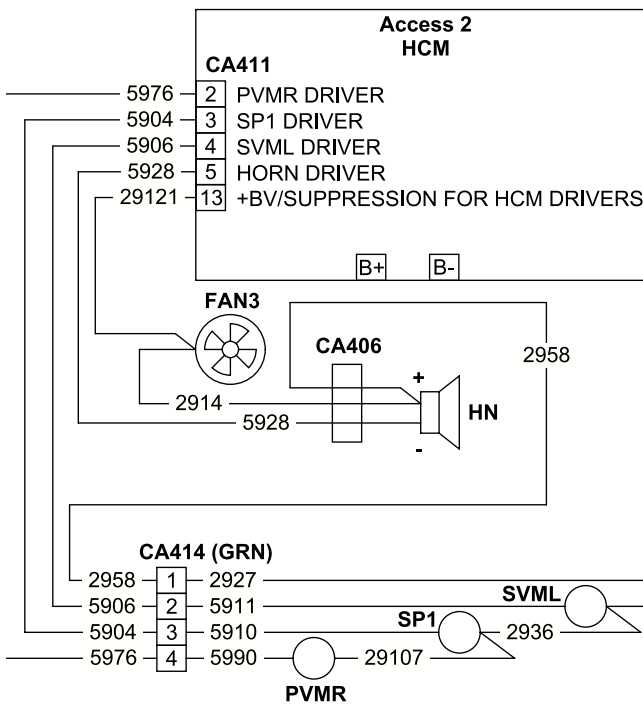 Access 2
HCM
CA411
5976 2 PVMR DRIVER
5904 3 SP1 DRIVER
5906 4 SVML DRIVER
5928 5 HORN DRIVER
29121 13 +BV/SUPPRESSION FOR HCM DRIVERS
B+ B-
FAN3
CA406
2958
+
2914
HN
5928
-
CA414 (GRN)
2958 1 2927
SVML
5906 2 5911
SP1
5904 3 5910 2936
5976 4 5990 29107
PVMR